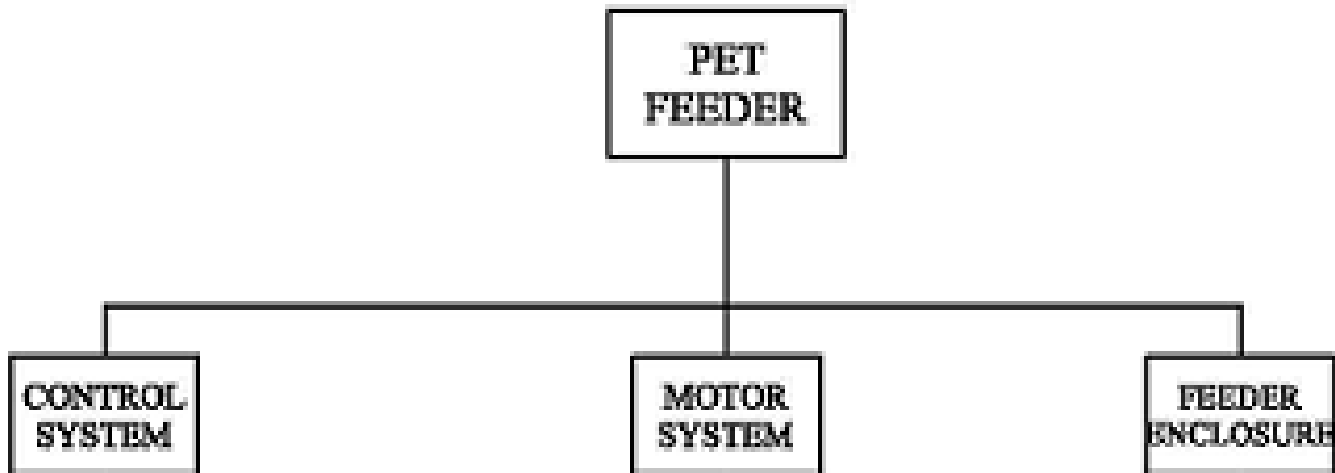 PET
FEEDER
CONTROL
SYSTEM
MOTOR
SYSTEM
FEEDER
ENCLOSURE